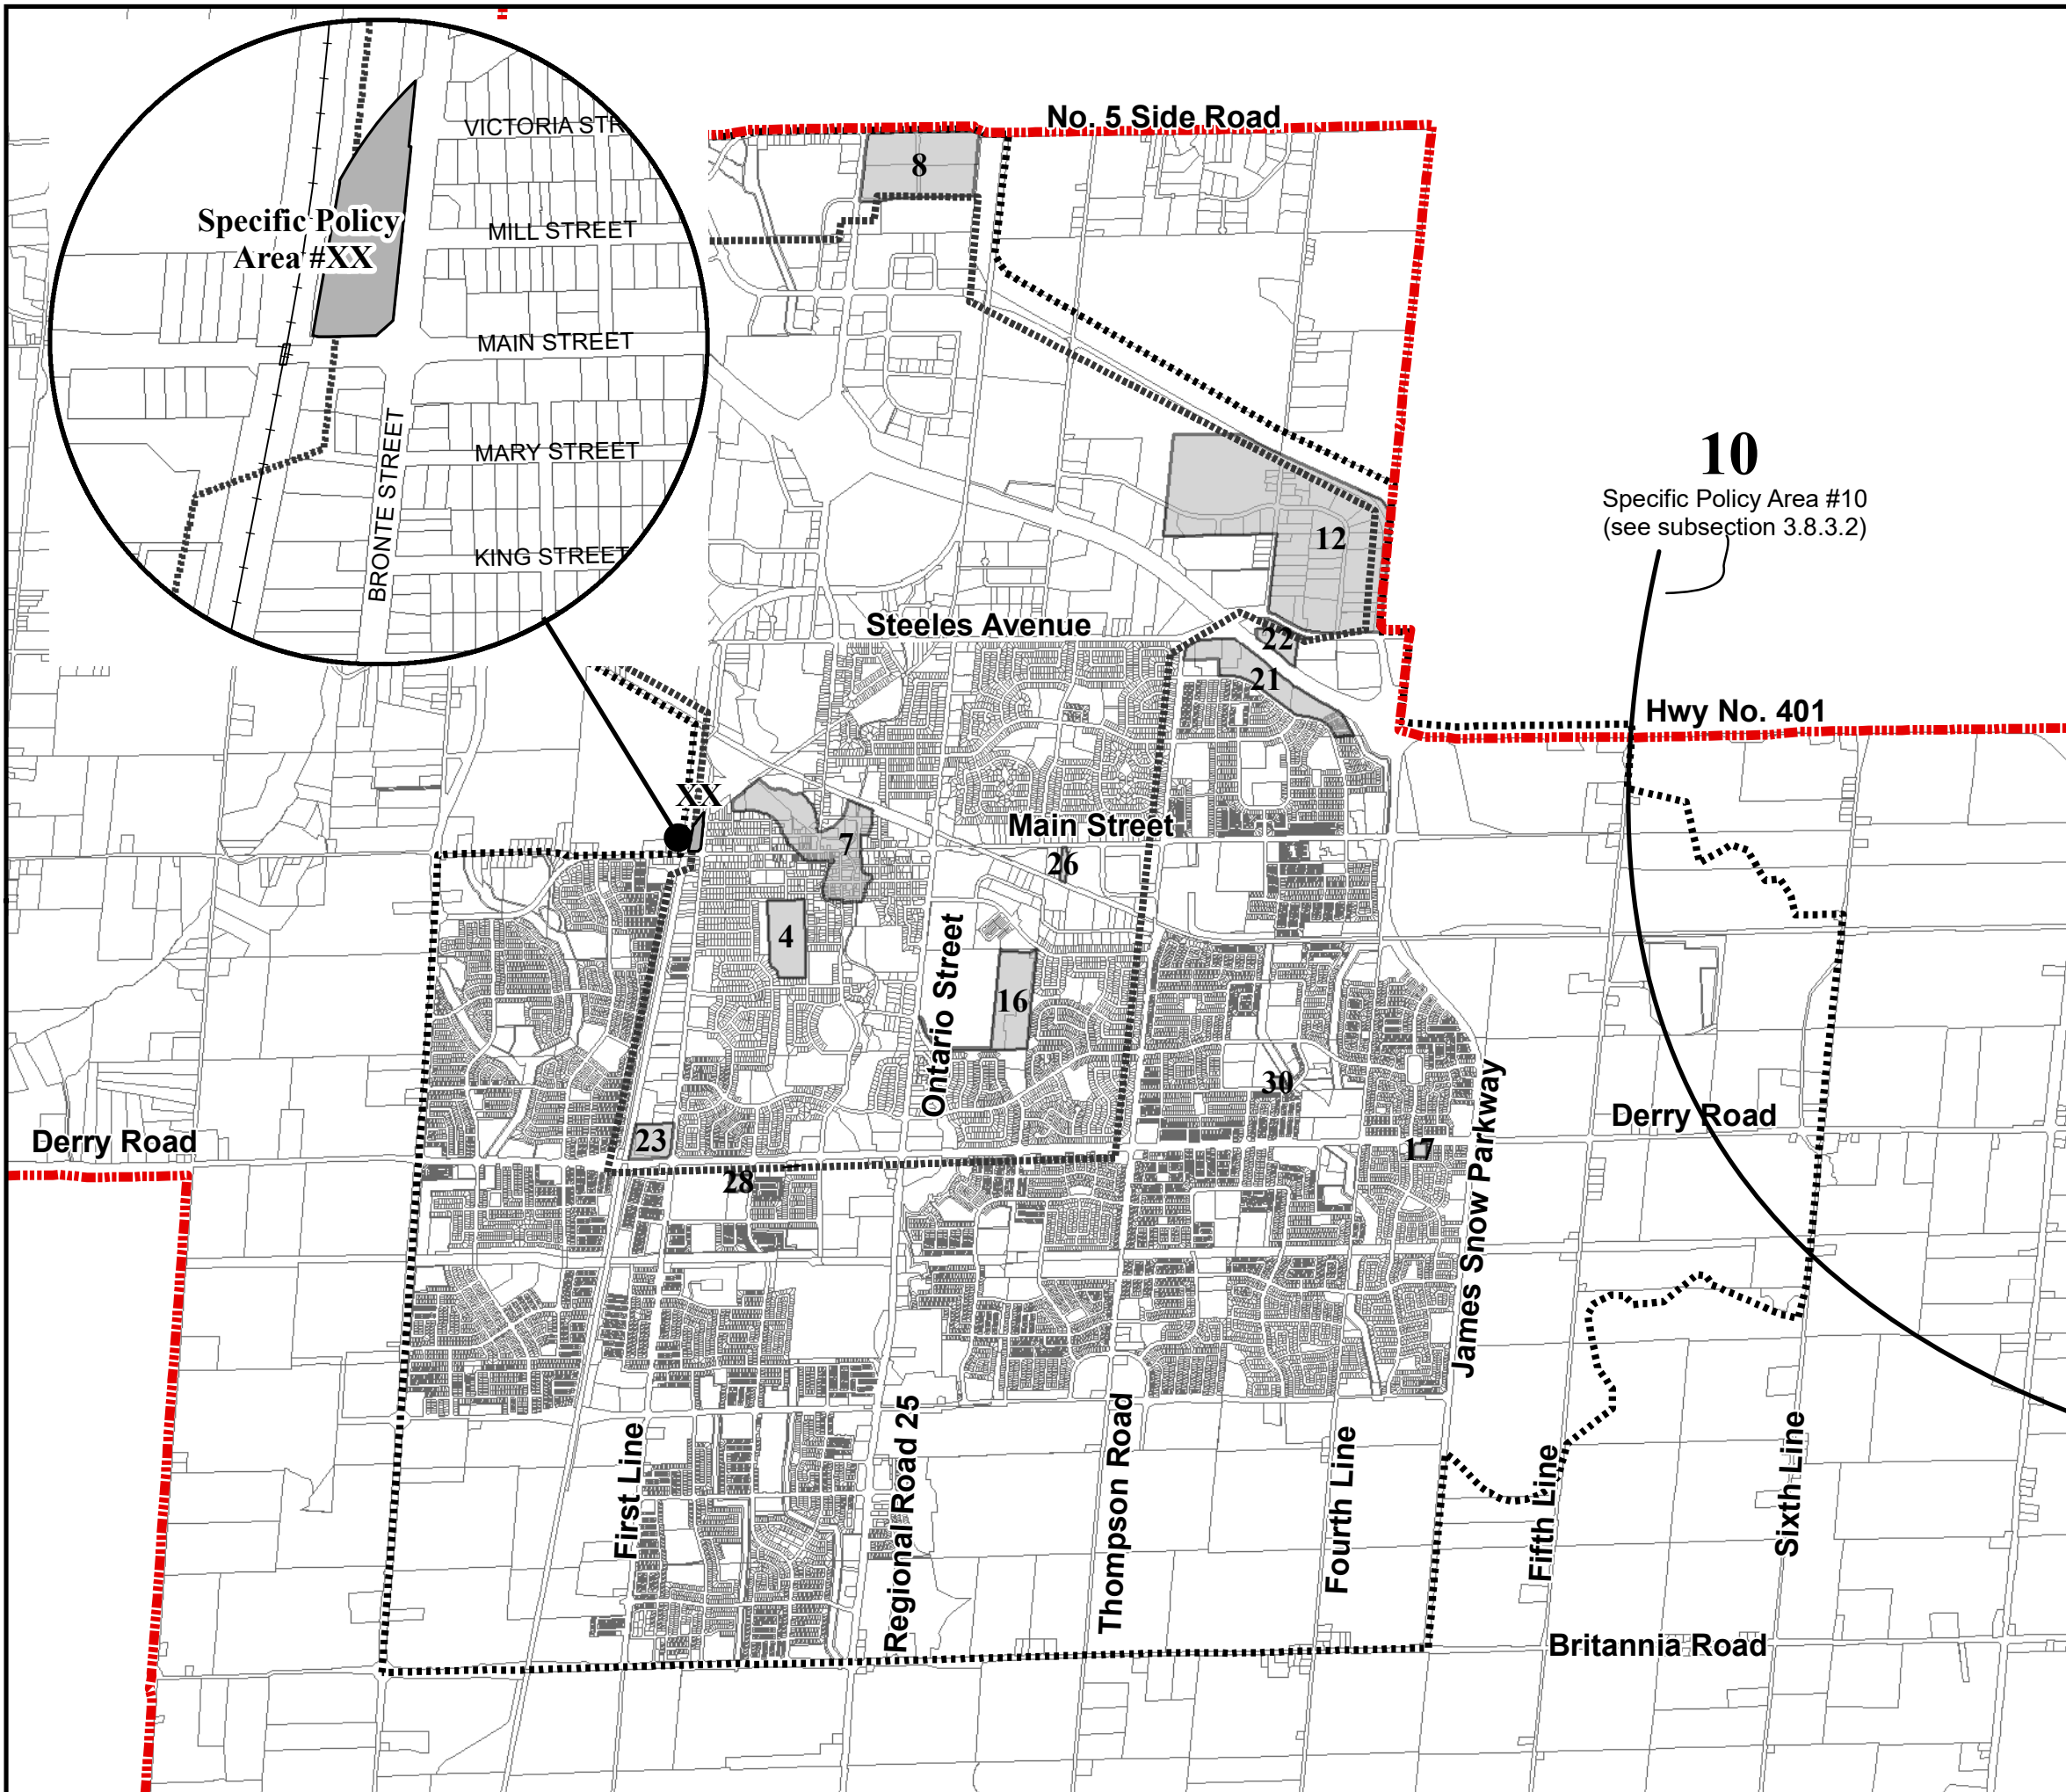 No. 5 Side Road
8
VICTORIA STR
Specific Policy
Area #XX
MILL STREET
MAIN STREET
MARY STREET
BRONTE STREET
KING STREET
10
Specific Policy Area #10
(see subsection 3.8.3.2)
12
Steeles Avenue
22
21
Hwy No. 401
XX
Main Street
7
26
4
Ontario Street
16
30
Derry Road
23
28
17
Derry Road
James Snow Parkway
First Line
Regional Road 25
Thompson Road
Fourth Line
Fifth Line
Sixth Line
Britannia Road